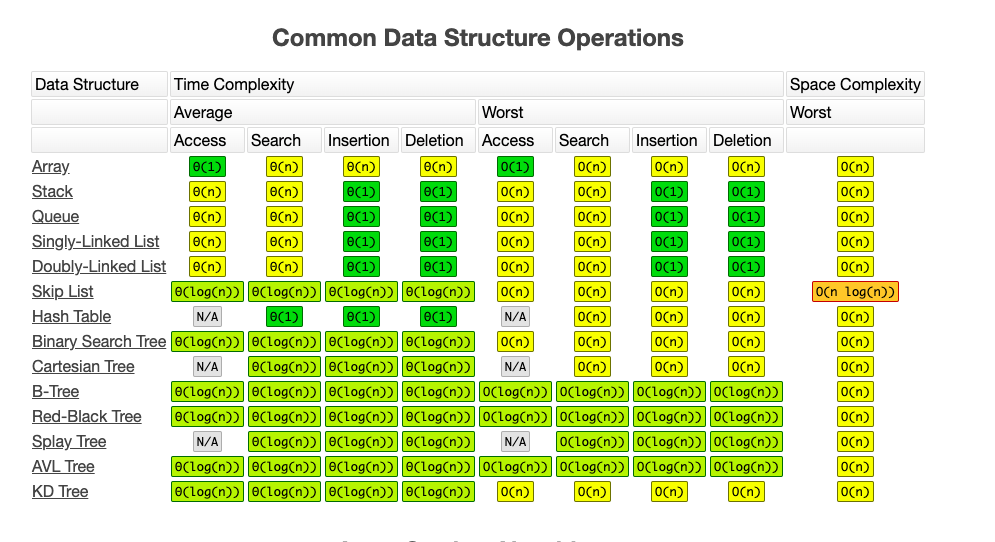 Common Data Structure Operations
Data Structure Time Complexity Space Complexity
Average Worst Worst
Access Search Insertion Deletion Access Search Insertion Deletion
Array θ(1) θ(n) θ(n) θ(n) O(1) O(n) O(n) O(n) O(n)
Stack θ(n) θ(n) θ(1) θ(1) O(n) O(n) O(1) O(1) O(n)
Queue θ(n) θ(n) θ(1) θ(1) O(n) O(n) O(1) O(1) O(n)
Singly-Linked List θ(n) θ(n) θ(1) θ(1) O(n) O(n) O(1) O(1) O(n)
Doubly-Linked List θ(n) θ(n) θ(1) θ(1) O(n) O(n) O(1) O(1) O(n)
Skip List θ(log(n)) θ(log(n)) θ(log(n)) θ(log(n)) O(n) O(n) O(n) O(n) O(n log(n))
Hash Table N/A θ(1) θ(1) θ(1) N/A O(n) O(n) O(n) O(n)
Binary Search Tree θ(log(n)) θ(log(n)) θ(log(n)) θ(log(n)) O(n) O(n) O(n) O(n) O(n)
Cartesian Tree N/A θ(log(n)) θ(log(n)) θ(log(n)) N/A O(n) O(n) O(n) O(n)
B-Tree θ(log(n)) θ(log(n)) θ(log(n)) θ(log(n)) O(log(n)) O(log(n)) O(log(n)) O(log(n)) O(n)
Red-Black Tree θ(log(n)) θ(log(n)) θ(log(n)) θ(log(n)) O(log(n)) O(log(n)) O(log(n)) O(log(n)) O(n)
Splay Tree N/A θ(log(n)) θ(log(n)) θ(log(n)) N/A O(log(n)) O(log(n)) O(log(n)) O(n)
AVL Tree θ(log(n)) θ(log(n)) θ(log(n)) θ(log(n)) O(log(n)) O(log(n)) O(log(n)) O(log(n)) O(n)
KD Tree θ(log(n)) θ(log(n)) θ(log(n)) θ(log(n)) O(n) O(n) O(n) O(n) O(n)